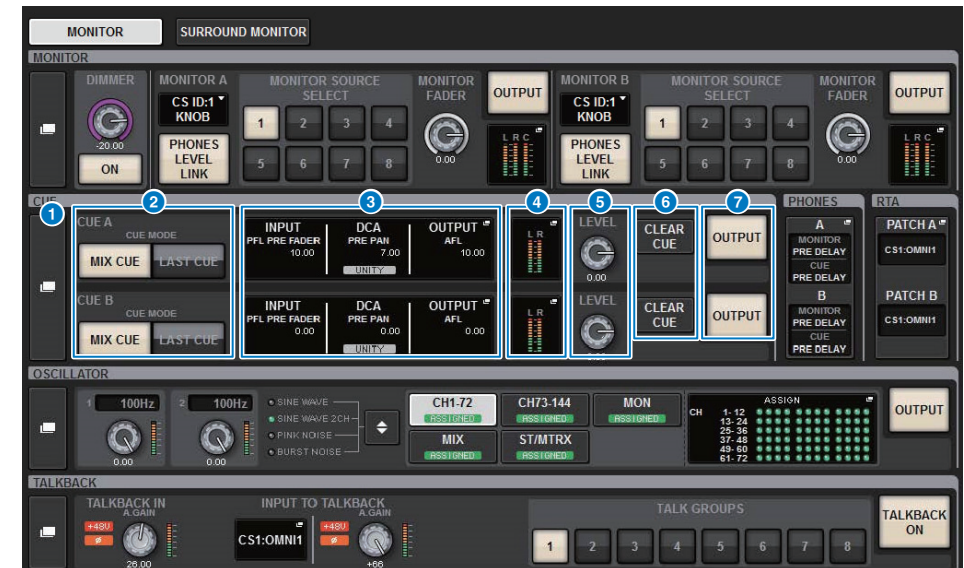 MONITOR SURROUND MONITOR
MONITOR
DIMMER
-20.00
ON
MONITOR A
CS ID:1
KNOB
PHONES
LEVEL
LINK
MONITOR SOURCE
SELECT
1 2 3 4
5 6 7 8
MONITOR
FADER
0.00
OUTPUT
L R C
MONITOR B
CS ID:1
KNOB
PHONES
LEVEL
LINK
MONITOR SOURCE
SELECT
1 2 3 4
5 6 7 8
MONITOR
FADER
0.00
OUTPUT
L R C
CUE
1 2 3 4 5 6 7
CUE A
CUE MODE
MIX CUE LAST CUE
INPUT
PFL PRE FADER
10.00
DCA
PRE PAN
7.00
UNITY
OUTPUT
AFL
10.00
L R
LEVEL
0.00
CLEAR
CUE
OUTPUT
CUE B
CUE MODE
MIX CUE LAST CUE
INPUT
PFL PRE FADER
0.00
DCA
PRE PAN
0.00
UNITY
OUTPUT
AFL
0.00
L R
LEVEL
0.00
CLEAR
CUE
OUTPUT
PHONES
A
MONITOR
PRE DELAY
CUE
PRE DELAY
B
MONITOR
PRE DELAY
CUE
PRE DELAY
RTA
PATCH A
CS1:OMNI1
PATCH B
CS1:OMNI1
OSCILLATOR
1 100Hz
0.00
2 100Hz
0.00
SINE WAVE
SINE WAVE 2CH
PINK NOISE
BURST NOISE
CH1-72
ASSIGNED
CH73-144
ASSIGNED
MON
ASSIGNED
MIX
ASSIGNED
ST/MTRX
ASSIGNED
ASSIGN
CH 1-12
13-24
25-36
37-48
49-60
61-72
OUTPUT
TALKBACK
TALKBACK IN
A.GAIN
+48V
Ø
26.00
INPUT TO TALKBACK
CS1:OMNI1
A.GAIN
+48V
Ø
+66
TALK GROUPS
1 2 3 4 5 6 7 8
TALKBACK
ON